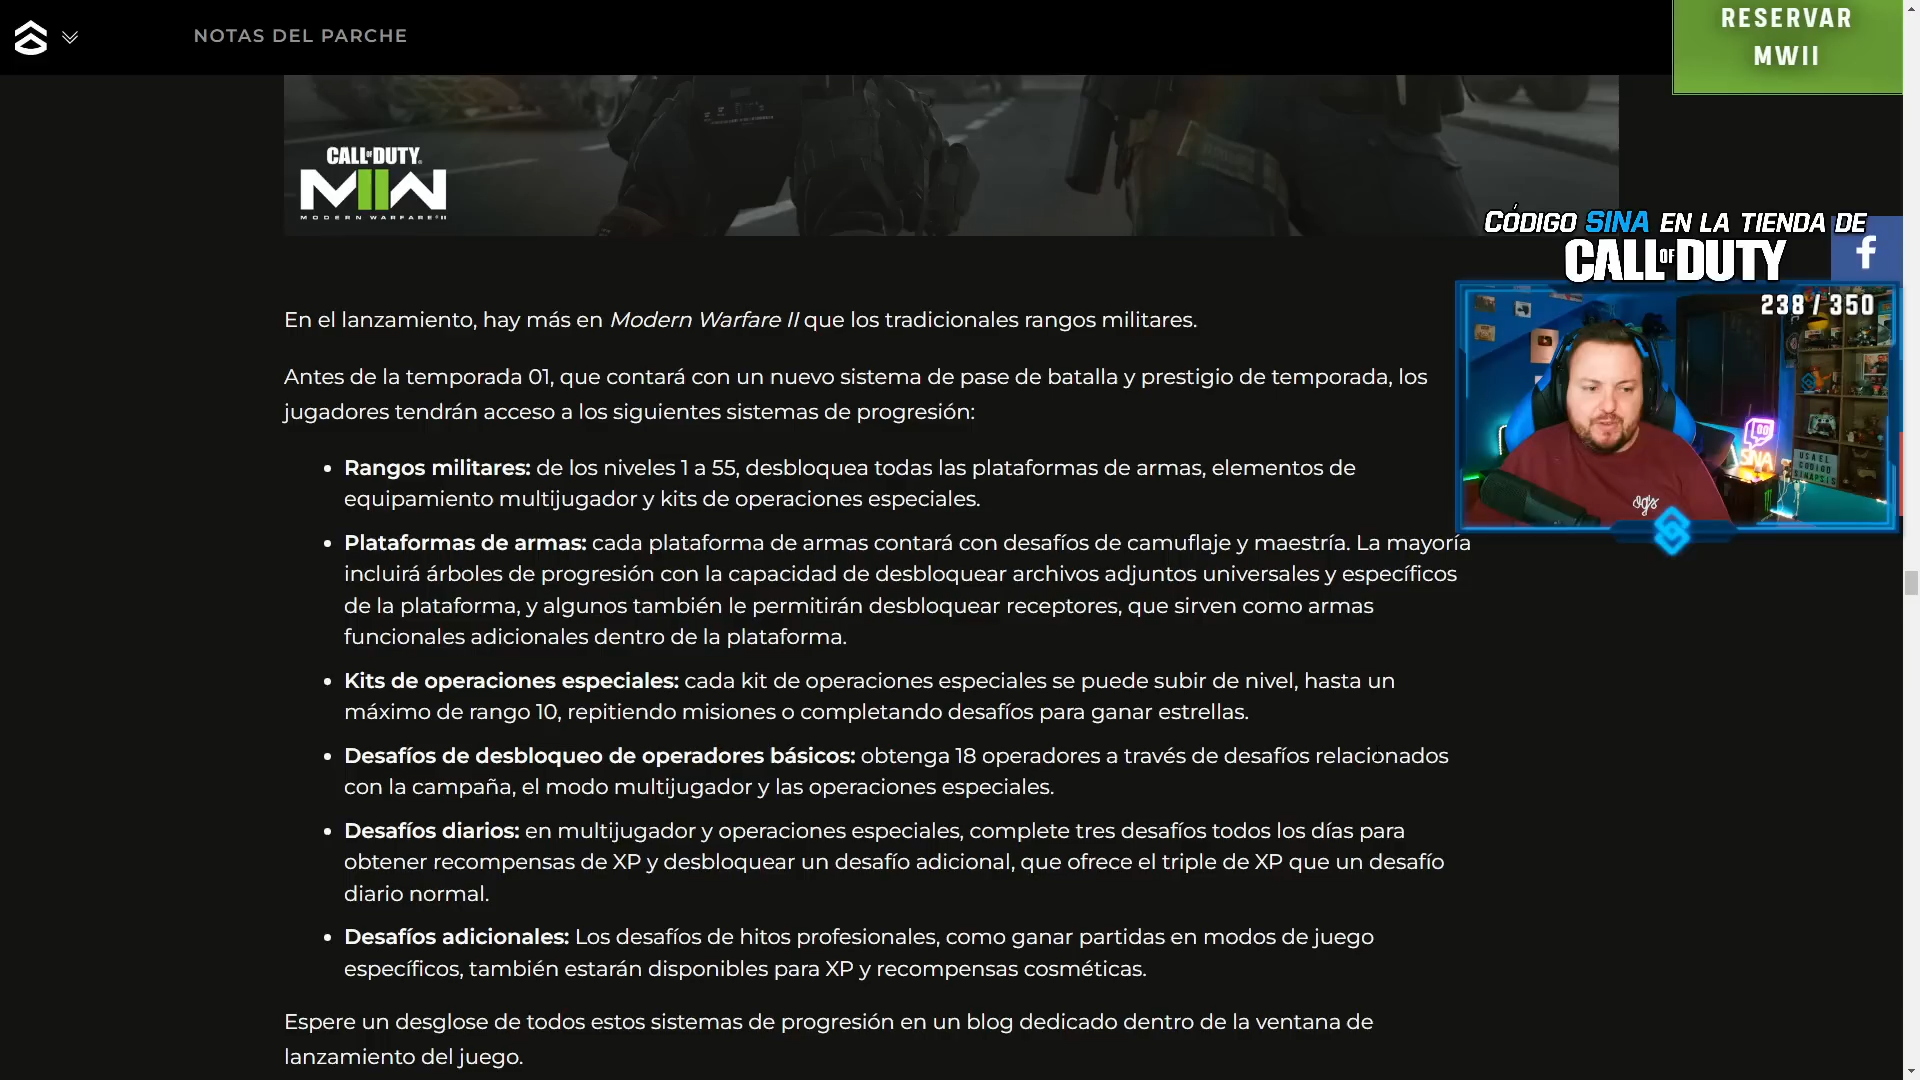 NOTAS DEL PARCHE
RESERVAR
MWII
CALL OF DUTY
MWII
MODERN WARFARE II
CÓDIGO SINA EN LA TIENDA DE
CALL OF DUTY
f
238 / 350
En el lanzamiento, hay más en Modern Warfare II que los tradicionales rangos militares.
Antes de la temporada 01, que contará con un nuevo sistema de pase de batalla y prestigio de temporada, los
jugadores tendrán acceso a los siguientes sistemas de progresión:
• Rangos militares: de los niveles 1 a 55, desbloquea todas las plataformas de armas, elementos de
equipamiento multijugador y kits de operaciones especiales.
• Plataformas de armas: cada plataforma de armas contará con desafíos de camuflaje y maestría. La mayoría
incluirá árboles de progresión con la capacidad de desbloquear archivos adjuntos universales y específicos
de la plataforma, y algunos también le permitirán desbloquear receptores, que sirven como armas
funcionales adicionales dentro de la plataforma.
• Kits de operaciones especiales: cada kit de operaciones especiales se puede subir de nivel, hasta un
máximo de rango 10, repitiendo misiones o completando desafíos para ganar estrellas.
• Desafíos de desbloqueo de operadores básicos: obtenga 18 operadores a través de desafíos relacionados
con la campaña, el modo multijugador y las operaciones especiales.
• Desafíos diarios: en multijugador y operaciones especiales, complete tres desafíos todos los días para
obtener recompensas de XP y desbloquear un desafío adicional, que ofrece el triple de XP que un desafío
diario normal.
• Desafíos adicionales: Los desafíos de hitos profesionales, como ganar partidas en modos de juego
específicos, también estarán disponibles para XP y recompensas cosméticas.
Espere un desglose de todos estos sistemas de progresión en un blog dedicado dentro de la ventana de
lanzamiento del juego.
SINA
USA EL
CODIGO
SINAPSIS